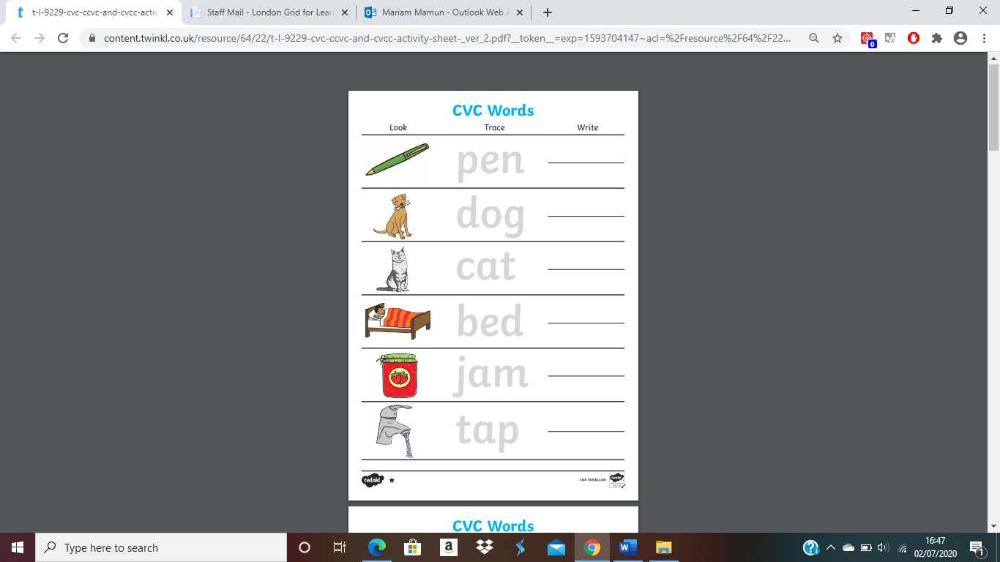 t-l-9229-cvc-ccvc-and-cvcc-activi
Staff Mail - London Grid for Lear
Mariam Mamun - Outlook Web A
content.twinkl.co.uk/resource/64/22/t-l-9229-cvc-ccvc-and-cvcc-activity-sheet-_ver_2.pdf?__token__=exp=1593704147~acl=%2Fresource%2F64%2F22...
0
CVC Words
Look Trace Write
pen
dog
cat
bed
jam
tap
twinkl
visit twinkl.com
twinkl
CVC Words
Type here to search
16:47
02/07/2020
1